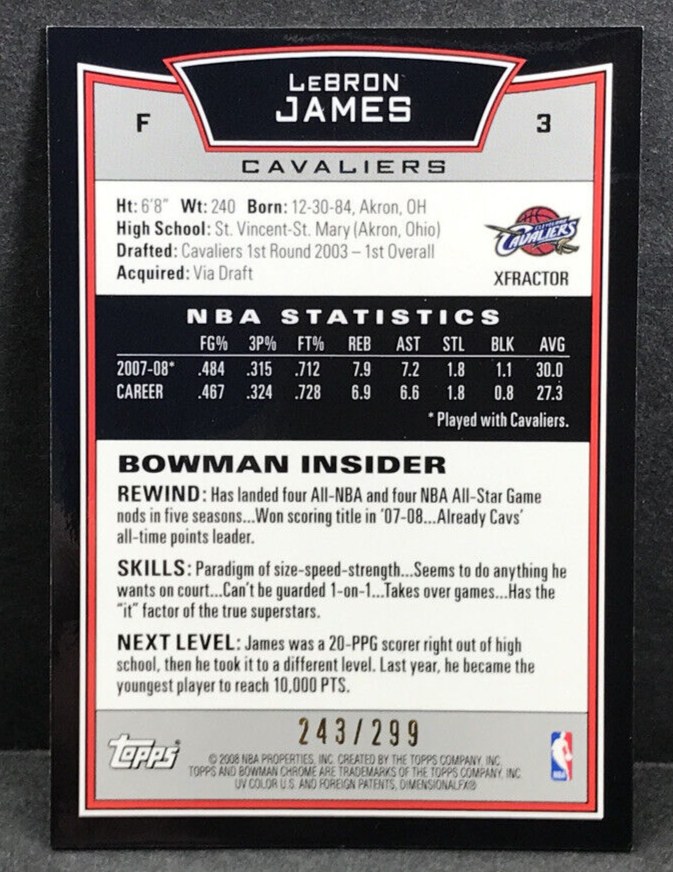 LeBRON
JAMES
F
3
CAVALIERS
Ht: 6'8" Wt: 240 Born: 12-30-84, Akron, OH
High School: St. Vincent-St. Mary (Akron, Ohio)
Drafted: Cavaliers 1st Round 2003 – 1st Overall
Acquired: Via Draft
CLEVELAND
CAVALIERS
XFRACTOR
NBA STATISTICS
FG% 3P% FT% REB AST STL BLK AVG
2007-08* .484 .315 .712 7.9 7.2 1.8 1.1 30.0
CAREER .467 .324 .728 6.9 6.6 1.8 0.8 27.3
* Played with Cavaliers.
BOWMAN INSIDER
REWIND: Has landed four All-NBA and four NBA All-Star Game
nods in five seasons...Won scoring title in '07-08...Already Cavs'
all-time points leader.
SKILLS: Paradigm of size-speed-strength...Seems to do anything he
wants on court...Can't be guarded 1-on-1...Takes over games...Has the
"it" factor of the true superstars.
NEXT LEVEL: James was a 20-PPG scorer right out of high
school, then he took it to a different level. Last year, he became the
youngest player to reach 10,000 PTS.
243/299
Topps
© 2008 NBA PROPERTIES, INC. CREATED BY THE TOPPS COMPANY, INC.
TOPPS AND BOWMAN CHROME ARE TRADEMARKS OF THE TOPPS COMPANY, INC.
UV COLOR U.S. AND FOREIGN PATENTS, DIMENSIONALFX®
NBA